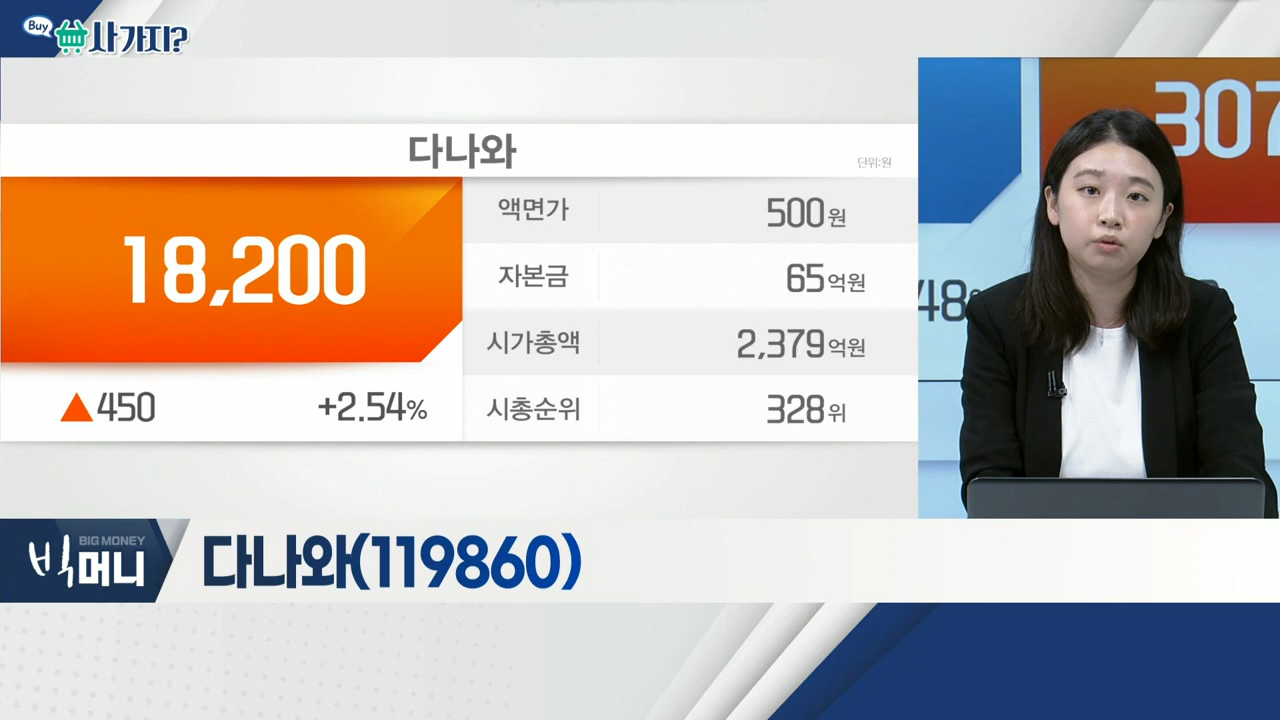 Buy
사가지?
다나와
단위:원
18,200
▲450 +2.54%
액면가 500원
자본금 65억원
시가총액 2,379억원
시총순위 328위
307
48
빅머니
BIG MONEY
다나와(119860)